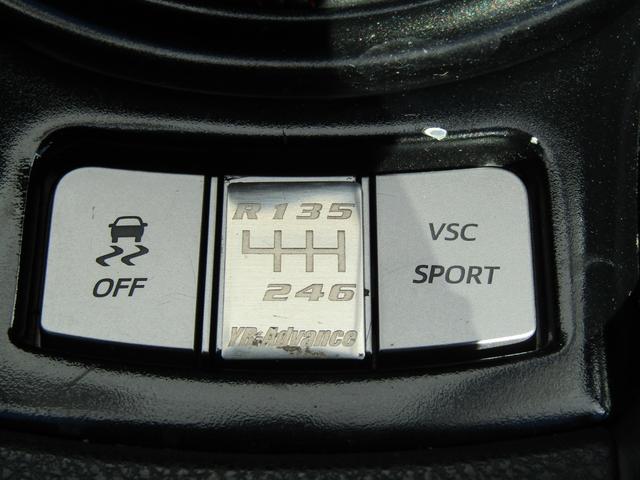 OFF
R 1 3 5
2 4 6
YR-Advance
VSC
SPORT